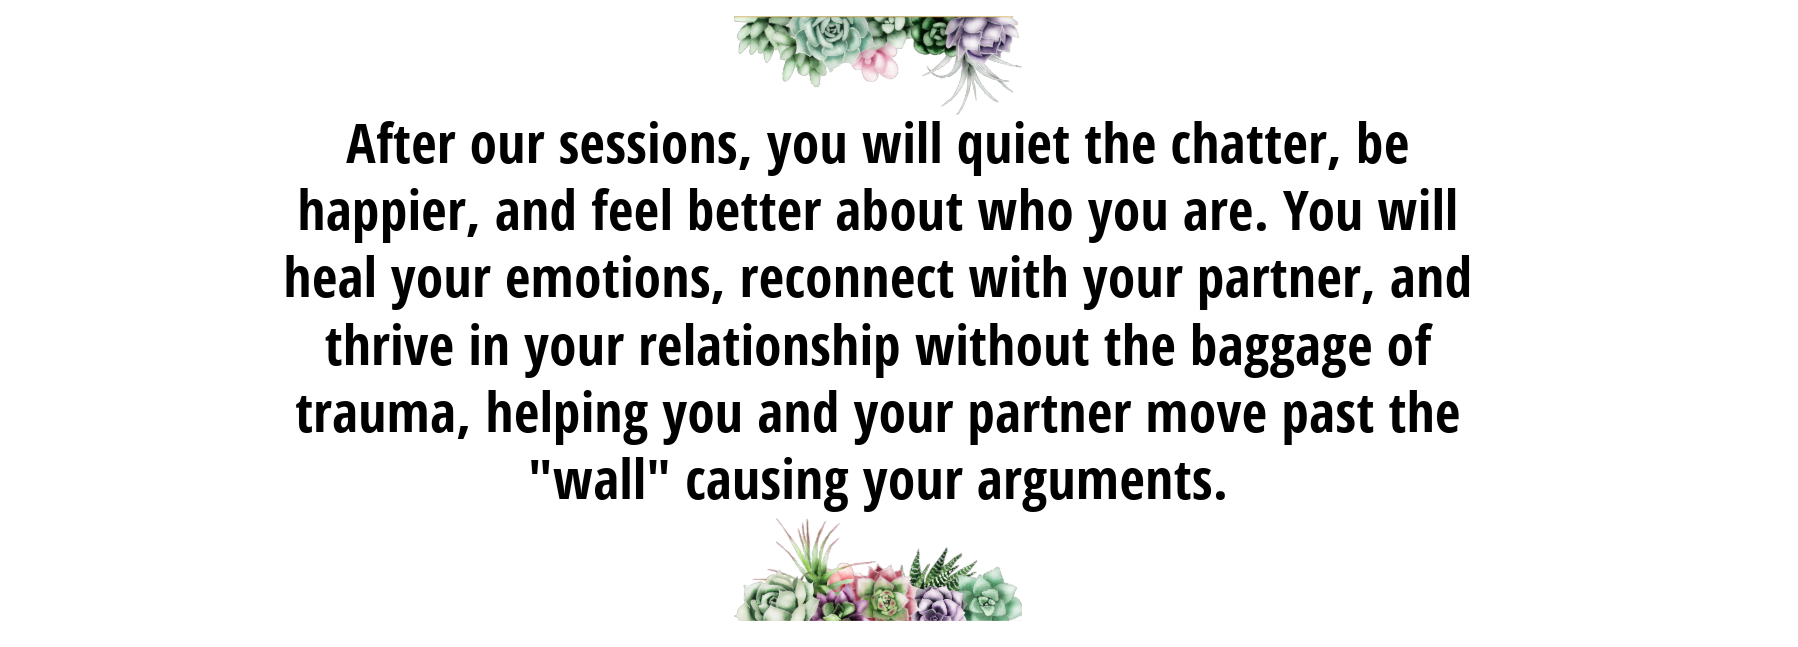 After our sessions, you will quiet the chatter, be
happier, and feel better about who you are. You will
heal your emotions, reconnect with your partner, and
thrive in your relationship without the baggage of
trauma, helping you and your partner move past the
"wall" causing your arguments.